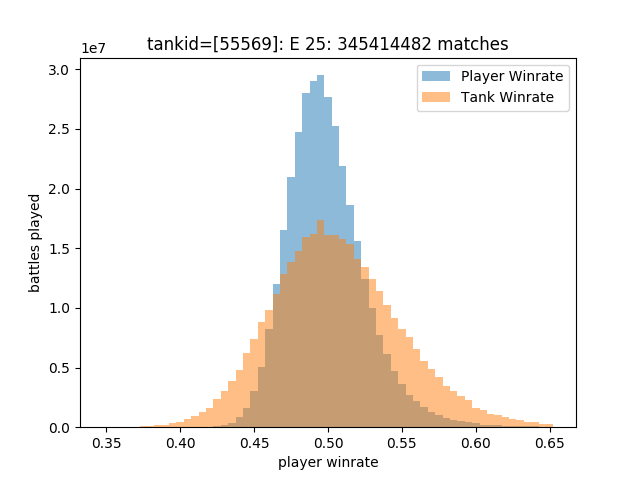 tankid=[55569]: E 25: 345414482 matches
1e7
Player Winrate
Tank Winrate
3.0
2.5
2.0
1.5
1.0
0.5
0.0
battles played
0.35 0.40 0.45 0.50 0.55 0.60 0.65
player winrate